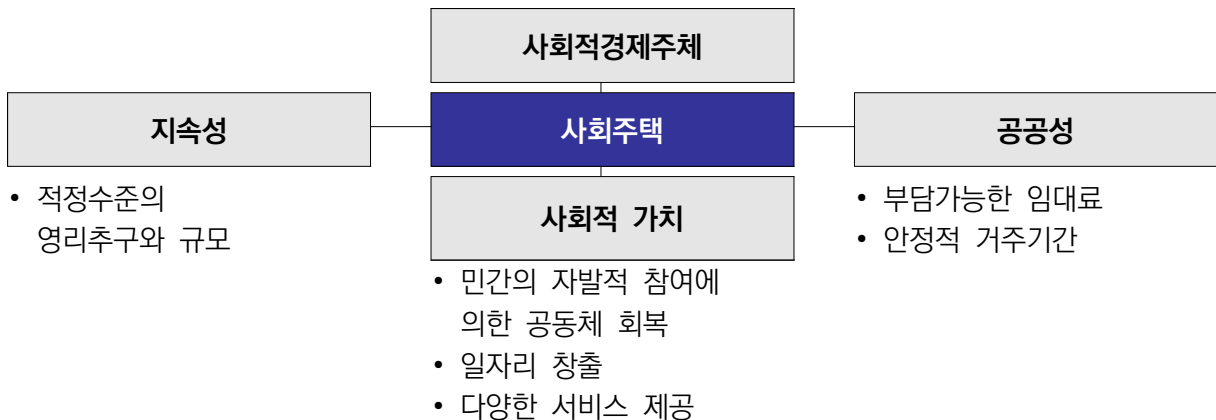 사회적경제주체
지속성
사회주택
공공성
• 적정수준의
영리추구와 규모
사회적 가치
• 부담가능한 임대료
• 안정적 거주기간
• 민간의 자발적 참여에
의한 공동체 회복
• 일자리 창출
• 다양한 서비스 제공